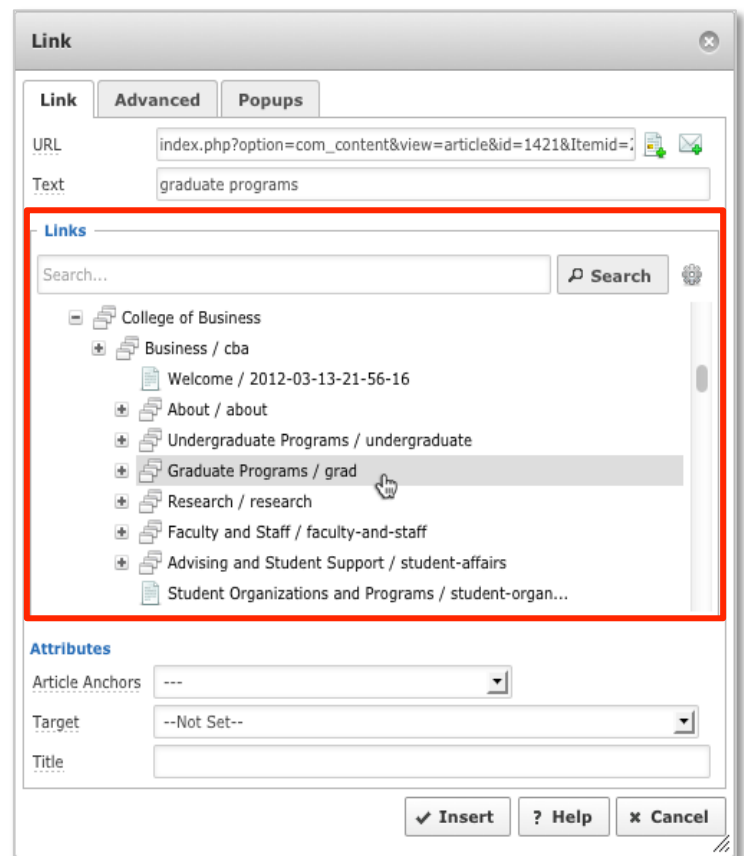 Link
Link Advanced Popups
URL index.php?option=com_content&view=article&id=1421&Itemid=
Text graduate programs
Links
Search... Search
College of Business
Business / cba
Welcome / 2012-03-13-21-56-16
About / about
Undergraduate Programs / undergraduate
Graduate Programs / grad
Research / research
Faculty and Staff / faculty-and-staff
Advising and Student Support / student-affairs
Student Organizations and Programs / student-organ...
Attributes
Article Anchors ---
Target --Not Set--
Title
Insert ? Help Cancel